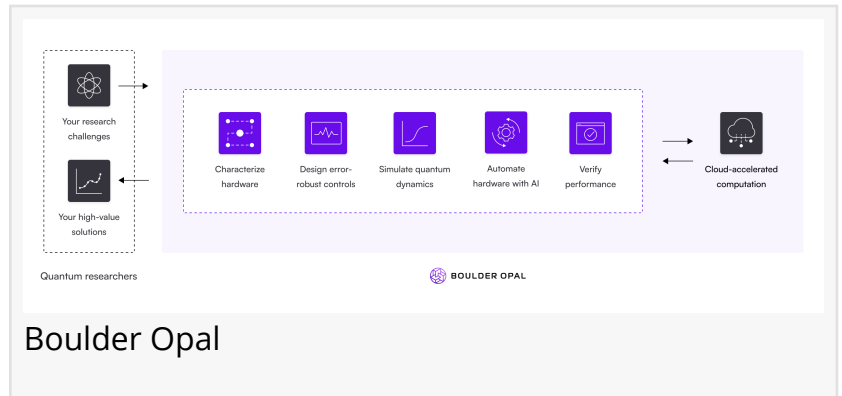 Your research
challenges
Your high-value
solutions
Quantum researchers
Characterize
hardware
Design error-
robust controls
Simulate quantum
dynamics
Automate
hardware with AI
Verify
performance
Cloud-accelerated
computation
BOULDER OPAL
Boulder Opal